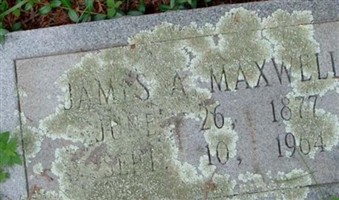 JAMES A. MAXWELL
JUNE 26, 1877
SEPT. 10, 1964